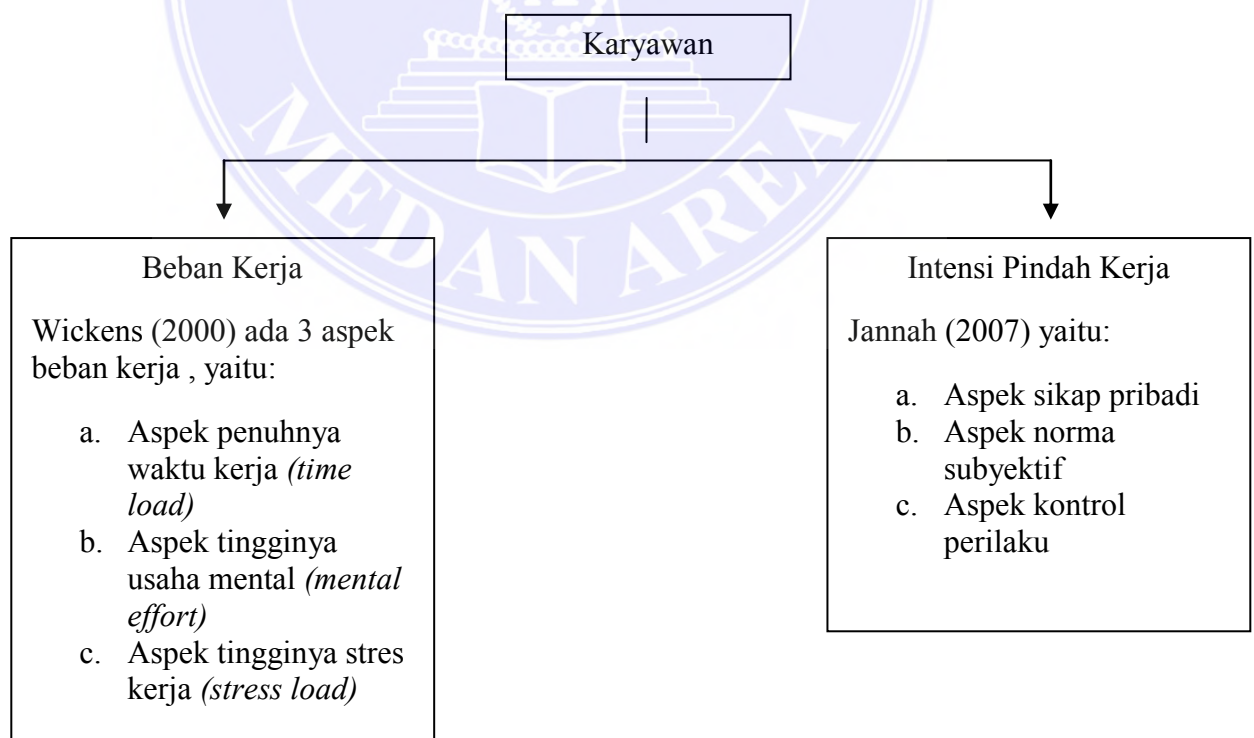 Karyawan
MEDAN AREA
Beban Kerja
Wickens (2000) ada 3 aspek
beban kerja , yaitu:
a. Aspek penuhnya
waktu kerja (time
load)
b. Aspek tingginya
usaha mental (mental
effort)
c. Aspek tingginya stres
kerja (stress load)
Intensi Pindah Kerja
Jannah (2007) yaitu:
a. Aspek sikap pribadi
b. Aspek norma
subyektif
c. Aspek kontrol
perilaku